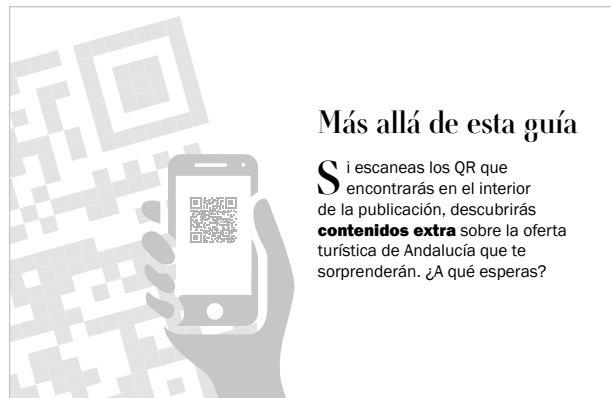 Más allá de esta guía
Si escaneas los QR que
encontrarás en el interior
de la publicación, descubrirás
contenidos extra sobre la oferta
turística de Andalucía que te
sorprenderán. ¿A qué esperas?